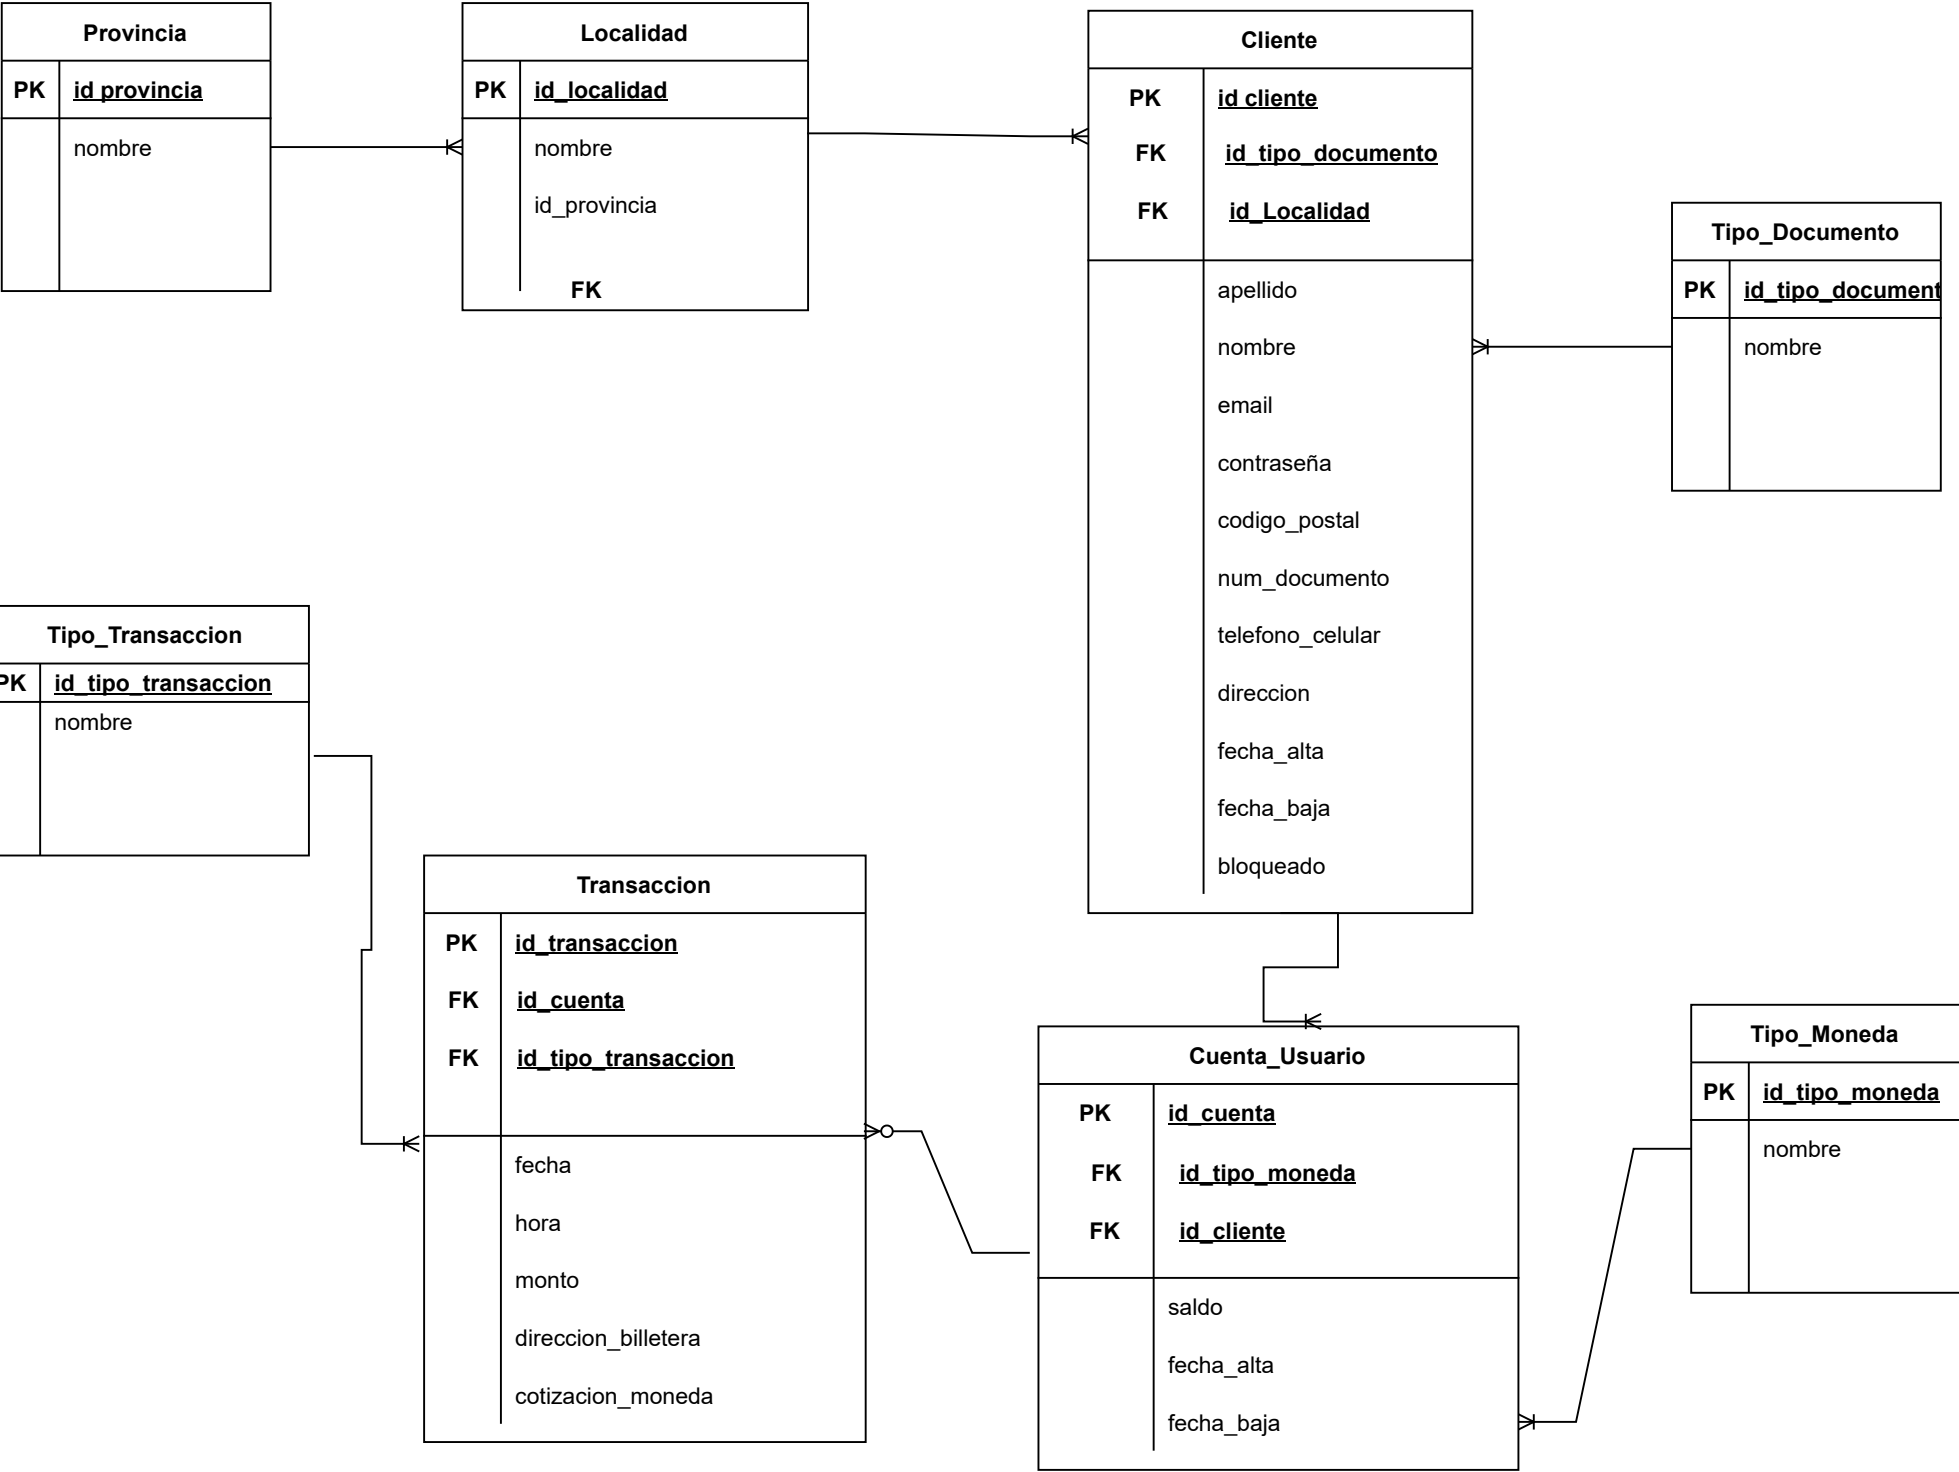 Provincia
PK id provincia
nombre
Localidad
PK id_localidad
nombre
id_provincia
FK
Cliente
PK id cliente
FK id_tipo_documento
FK id_Localidad
apellido
nombre
email
contraseña
codigo_postal
num_documento
telefono_celular
direccion
fecha_alta
fecha_baja
bloqueado
Tipo_Documento
PK id_tipo_document
nombre
Tipo_Transaccion
PK id_tipo_transaccion
nombre
Transaccion
PK id_transaccion
FK id_cuenta
FK id_tipo_transaccion
fecha
hora
monto
direccion_billetera
cotizacion_moneda
Cuenta_Usuario
PK id_cuenta
FK id_tipo_moneda
FK id_cliente
saldo
fecha_alta
fecha_baja
Tipo_Moneda
PK id_tipo_moneda
nombre